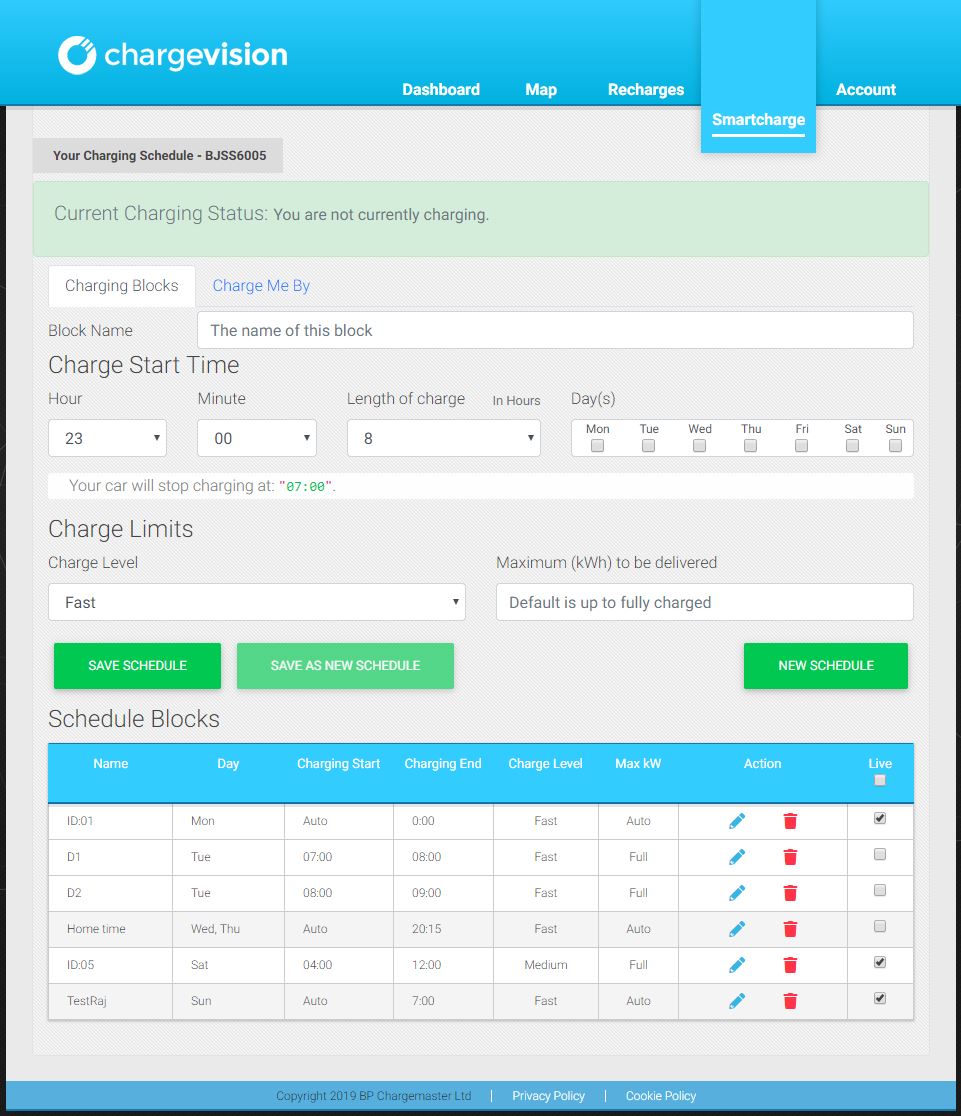 chargevision
Dashboard Map Recharges Smartcharge Account
Your Charging Schedule - BJSS6005
Current Charging Status: You are not currently charging.
Charging Blocks Charge Me By
Block Name The name of this block
Charge Start Time
Hour Minute Length of charge In Hours Day(s)
23 00 8 Mon Tue Wed Thu Fri Sat Sun
Your car will stop charging at: "07:00".
Charge Limits
Charge Level Maximum (kWh) to be delivered
Fast Default is up to fully charged
SAVE SCHEDULE SAVE AS NEW SCHEDULE NEW SCHEDULE
Schedule Blocks
Name Day Charging Start Charging End Charge Level Max kW Action Live
ID:01 Mon Auto 0:00 Fast Auto
D1 Tue 07:00 08:00 Fast Full
D2 Tue 08:00 09:00 Fast Full
Home time Wed, Thu Auto 20:15 Fast Auto
ID:05 Sat 04:00 12:00 Medium Full
TestRaj Sun Auto 7:00 Fast Auto
Copyright 2019 BP Chargemaster Ltd | Privacy Policy | Cookie Policy